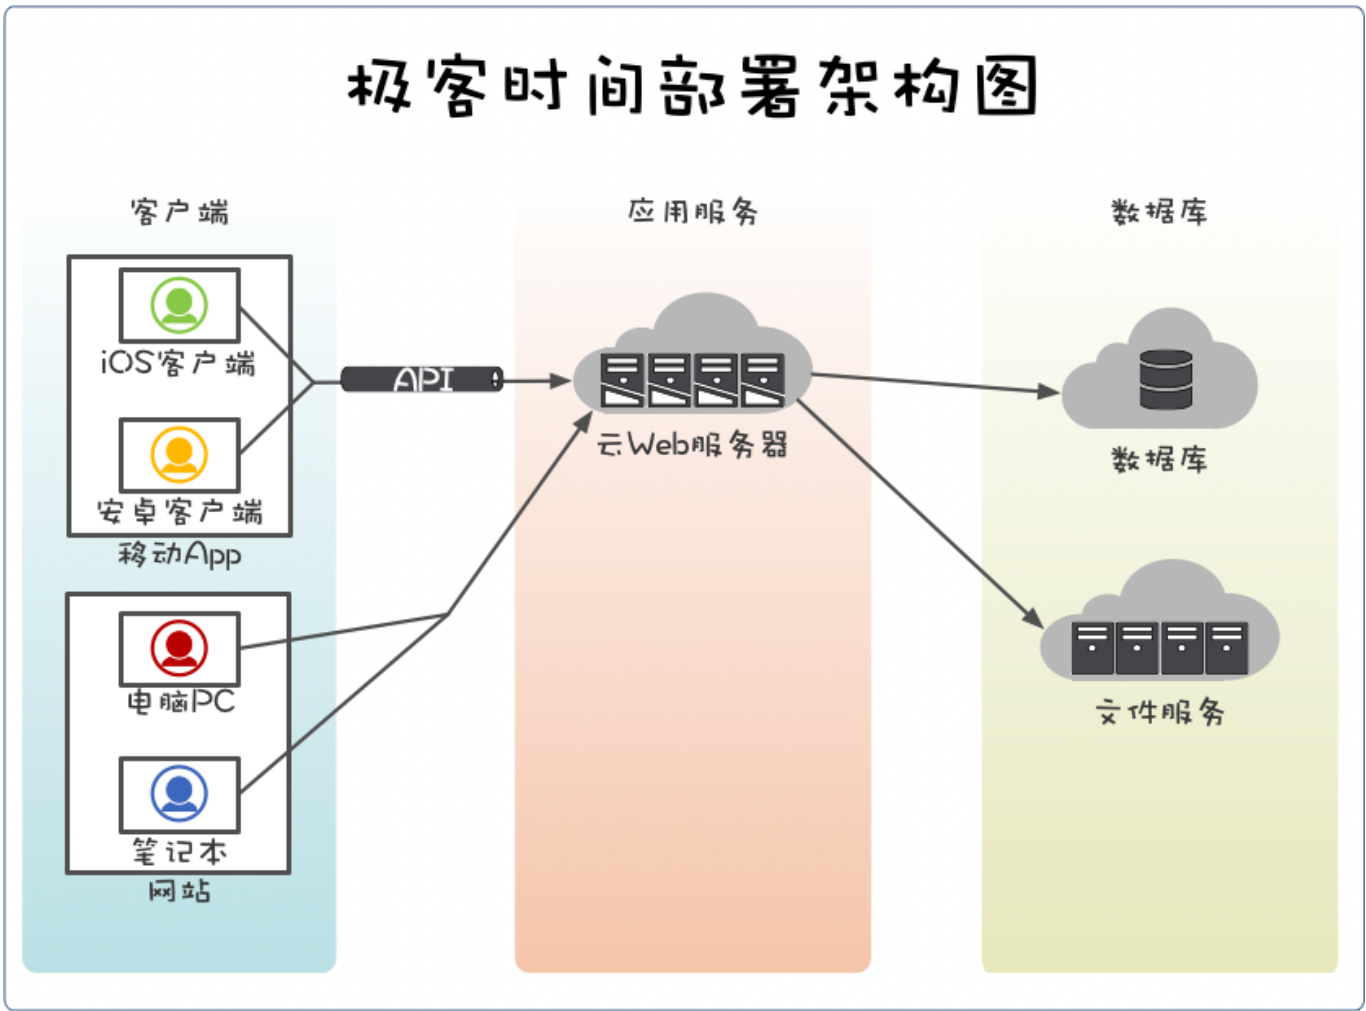 极客时间部署架构图
客户端
iOS客户端
安卓客户端
移动App
电脑PC
笔记本
网站
API
应用服务
云Web服务器
数据库
数据库
文件服务